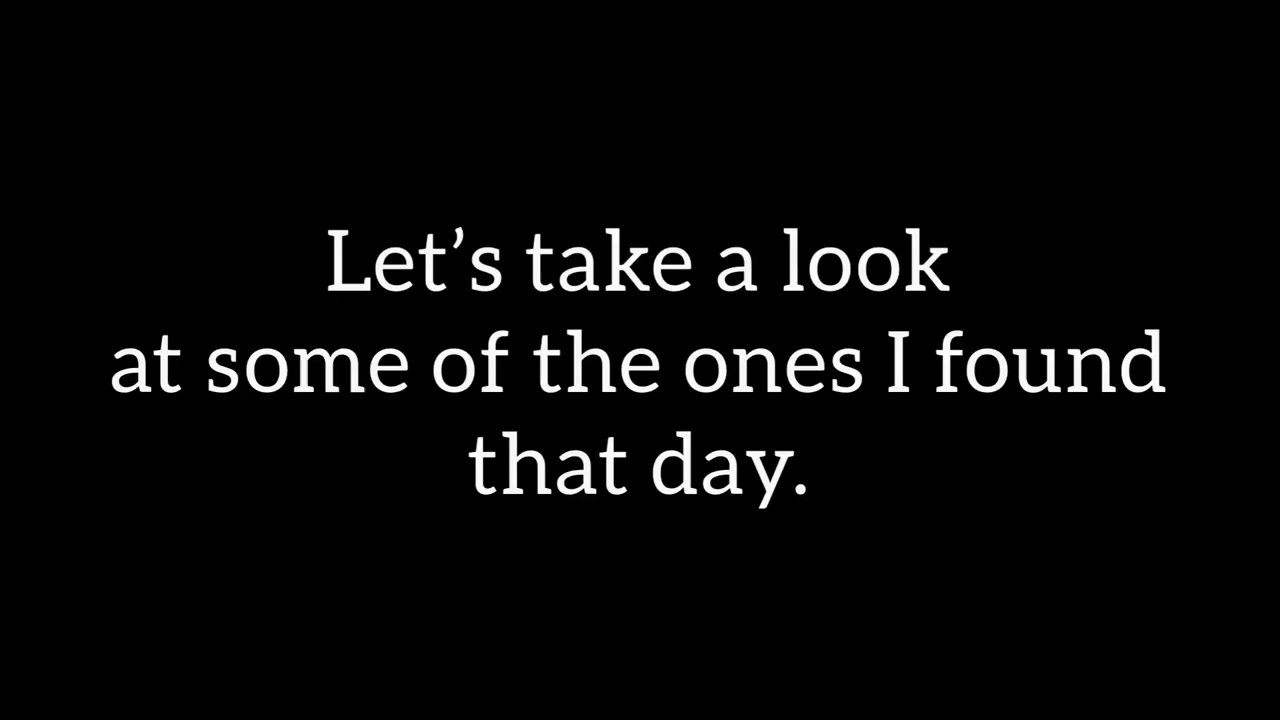 Let’s take a look
at some of the ones I found
that day.